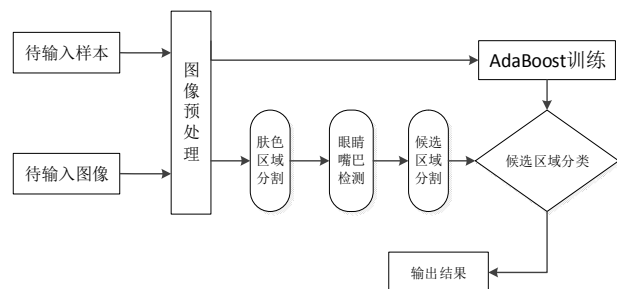 待输入样本
待输入图像
图像预处理
肤色
区域
分割
眼睛
嘴巴
检测
候选
区域
分割
AdaBoost训练
候选区域分类
输出结果